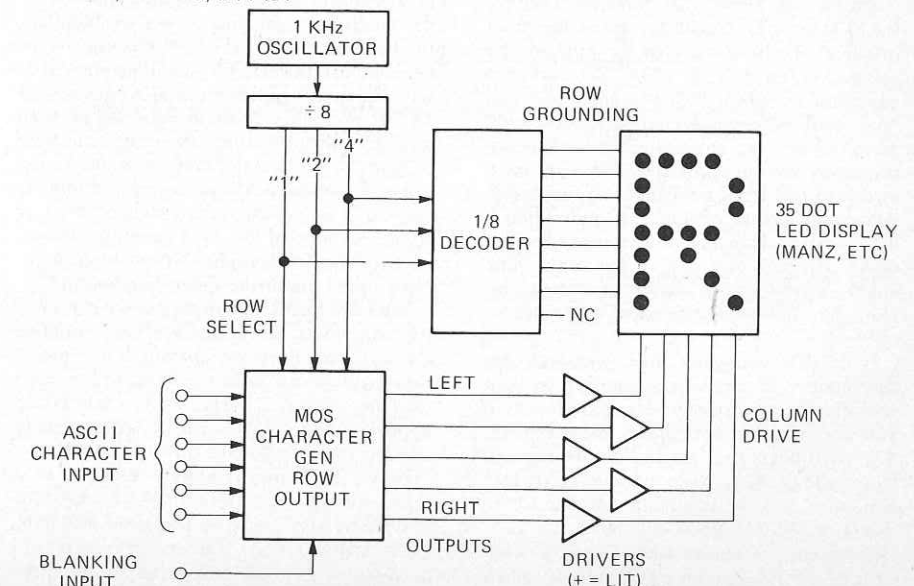 1 KHz
OSCILLATOR
÷ 8
"1"
"2"
"4"
ROW
GROUNDING
1/8
DECODER
NC
35 DOT
LED DISPLAY
(MANZ, ETC)
ROW
SELECT
ASCII
CHARACTER
INPUT
MOS
CHARACTER
GEN
ROW
OUTPUT
LEFT
RIGHT
OUTPUTS
COLUMN
DRIVE
DRIVERS
(+ = LIT)
BLANKING
INPUT